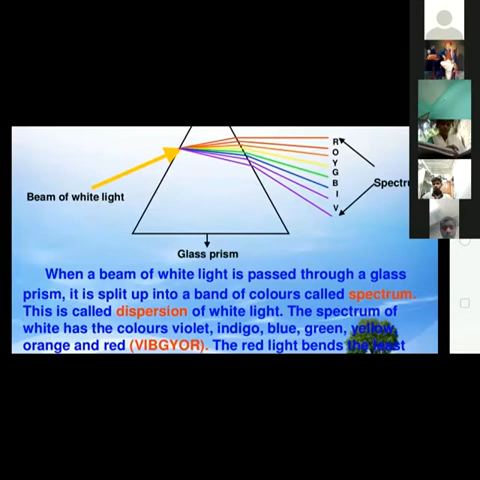 R
O
Y
G
B
I
V
Spectr
Beam of white light
Glass prism
When a beam of white light is passed through a glass
prism, it is split up into a band of colours called spectrum.
This is called dispersion of white light. The spectrum of
white has the colours violet, indigo, blue, green, yellow,
orange and red (VIBGYOR). The red light bends the least